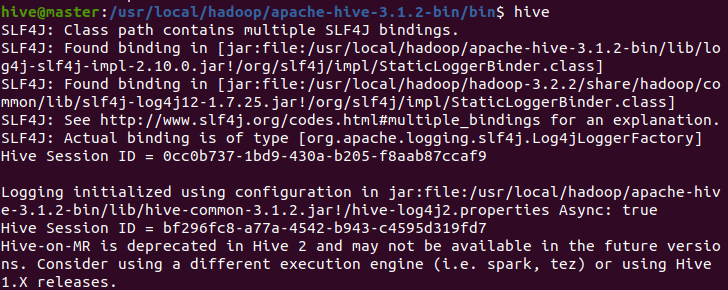 hive@master:/usr/local/hadoop/apache-hive-3.1.2-bin/bin$ hive
SLF4J: Class path contains multiple SLF4J bindings.
SLF4J: Found binding in [jar:file:/usr/local/hadoop/apache-hive-3.1.2-bin/lib/lo
g4j-slf4j-impl-2.10.0.jar!/org/slf4j/impl/StaticLoggerBinder.class]
SLF4J: Found binding in [jar:file:/usr/local/hadoop/hadoop-3.2.2/share/hadoop/co
mmon/lib/slf4j-log4j12-1.7.25.jar!/org/slf4j/impl/StaticLoggerBinder.class]
SLF4J: See http://www.slf4j.org/codes.html#multiple_bindings for an explanation.
SLF4J: Actual binding is of type [org.apache.logging.slf4j.Log4jLoggerFactory]
Hive Session ID = 0cc0b737-1bd9-430a-b205-f8aab87ccaf9
Logging initialized using configuration in jar:file:/usr/local/hadoop/apache-hiv
e-3.1.2-bin/lib/hive-common-3.1.2.jar!/hive-log4j2.properties Async: true
Hive Session ID = bf296fc8-a77a-4542-b943-c4595d319fd7
Hive-on-MR is deprecated in Hive 2 and may not be available in the future versio
ns. Consider using a different execution engine (i.e. spark, tez) or using Hive
1.X releases.